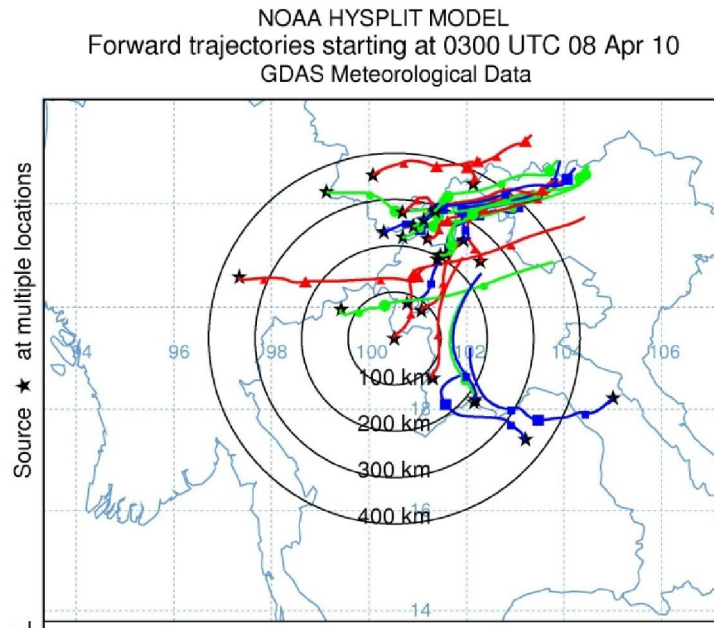 NOAA HYSPLIT MODEL
Forward trajectories starting at 0300 UTC 08 Apr 10
GDAS Meteorological Data
Source ★ at multiple locations
94 96 98 100 102 104 106
100 km
18
200 km
300 km
16
400 km
14